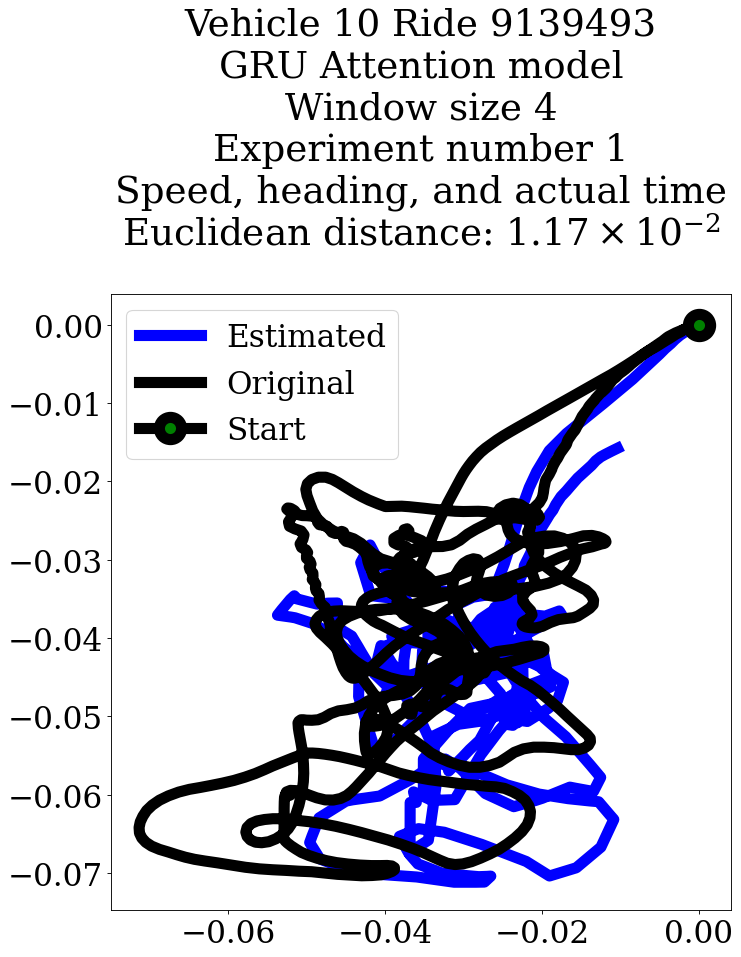 Vehicle 10 Ride 9139493
GRU Attention model
Window size 4
Experiment number 1
Speed, heading, and actual time
Euclidean distance: 1.17 × 10⁻²
Estimated
Original
Start
0.00
−0.01
−0.02
−0.03
−0.04
−0.05
−0.06
−0.07
−0.06
−0.04
−0.02
0.00